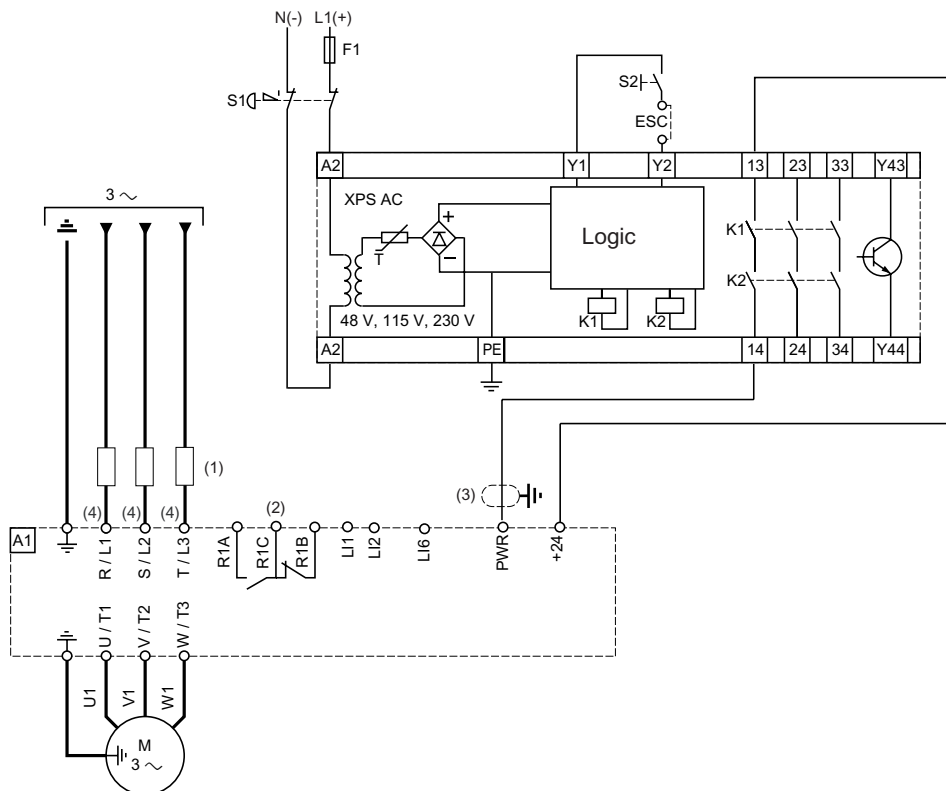 N(-) L1(+)
F1
S1
S2
ESC
A2 Y1 Y2 13 23 33 Y43
3 ~
XPS AC
+
T
−
Logic
K1
K2
48 V, 115 V, 230 V
K1 K2
A2 PE 14 24 34 Y44
(1)
(3)
(4) (4) (4) (2)
A1
R / L1
S / L2
T / L3
R1A
R1C
R1B
LI1
LI2
LI6
PWR
+24
U / T1
V / T2
W / T3
U1
V1
W1
M
3 ~